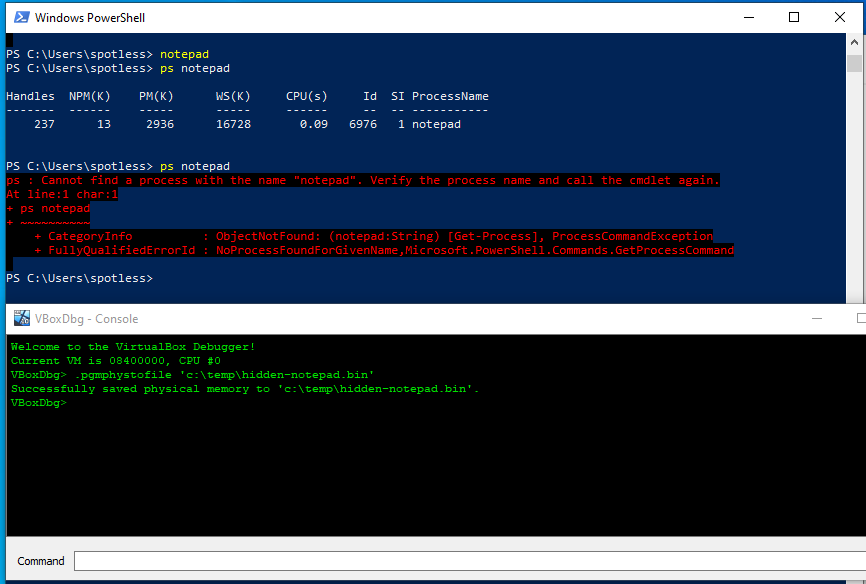 Windows PowerShell
PS C:\Users\spotless> notepad
PS C:\Users\spotless> ps notepad
Handles  NPM(K)    PM(K)      WS(K)     CPU(s)     Id  SI ProcessName
-------  ------    -----      -----     ------     --  -- -----------
    237      13     2936      16728       0.09   6976   1 notepad
PS C:\Users\spotless> ps notepad
ps : Cannot find a process with the name "notepad". Verify the process name and call the cmdlet again.
At line:1 char:1
+ ps notepad
+ ~~~~~~~~~~
    + CategoryInfo          : ObjectNotFound: (notepad:String) [Get-Process], ProcessCommandException
    + FullyQualifiedErrorId : NoProcessFoundForGivenName,Microsoft.PowerShell.Commands.GetProcessCommand
PS C:\Users\spotless>
VBoxDbg - Console
Welcome to the VirtualBox Debugger!
Current VM is 08400000, CPU #0
VBoxDbg> .pgmphystofile 'c:\temp\hidden-notepad.bin'
Successfully saved physical memory to 'c:\temp\hidden-notepad.bin'.
VBoxDbg>
Command